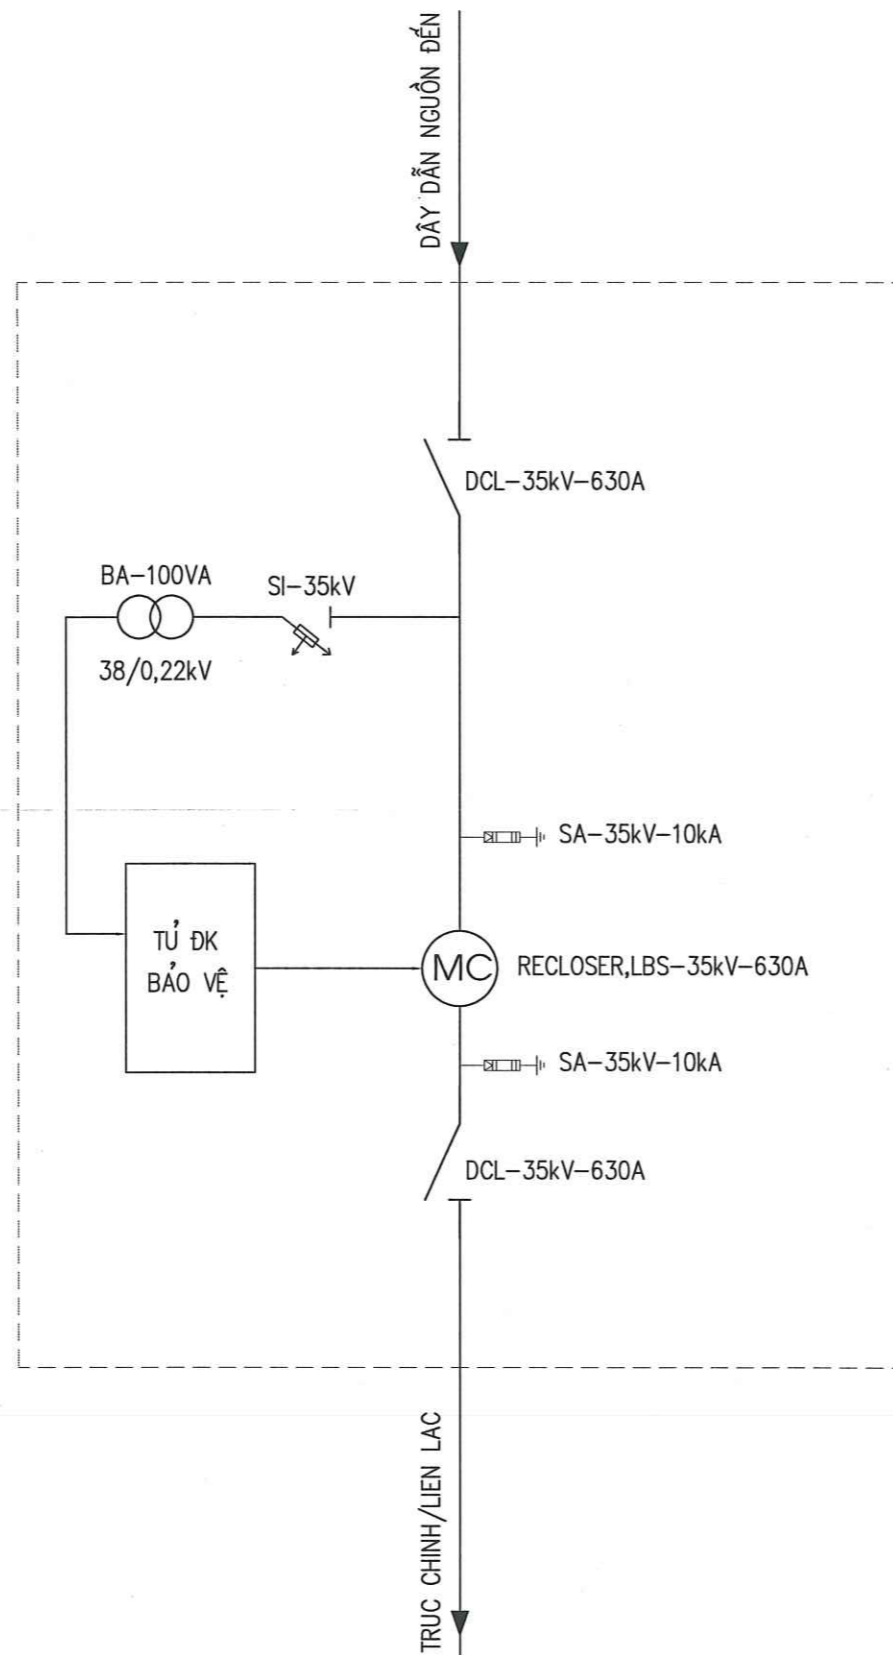 DÂY DẪN NGUỒN ĐẾN
DCL-35kV-630A
BA-100VA
SI-35kV
38/0,22kV
SA-35kV-10kA
TỦ ĐK
BẢO VỆ
MC
RECLOSER,LBS-35kV-630A
SA-35kV-10kA
DCL-35kV-630A
TRUC CHINH/LIEN LAC